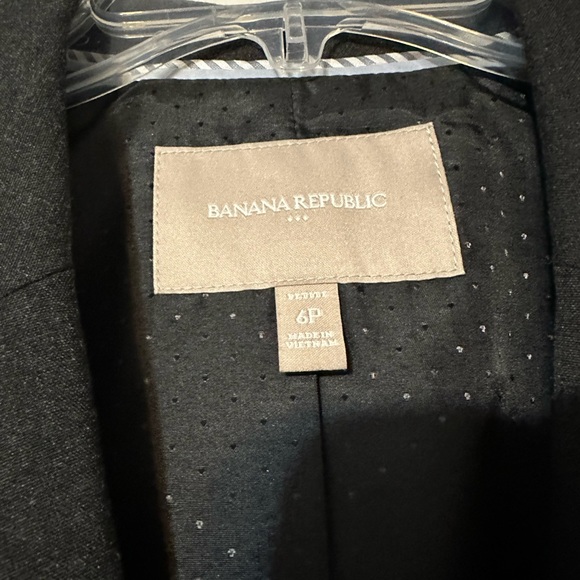 BANANA REPUBLIC
PETITE
6P
MADE IN
VIETNAM